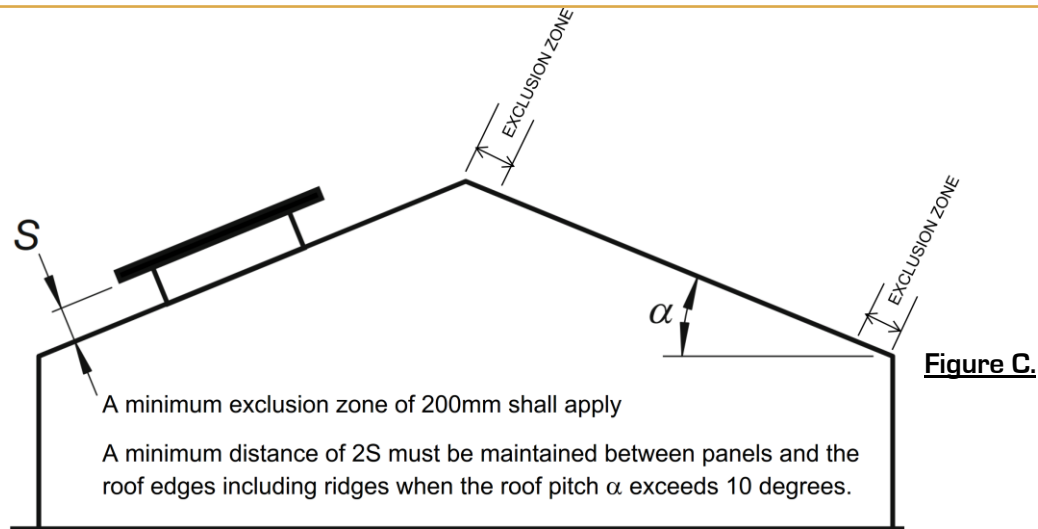 EXCLUSION ZONE
S
EXCLUSION ZONE
α
Figure C.
A minimum exclusion zone of 200mm shall apply
A minimum distance of 2S must be maintained between panels and the
roof edges including ridges when the roof pitch α exceeds 10 degrees.